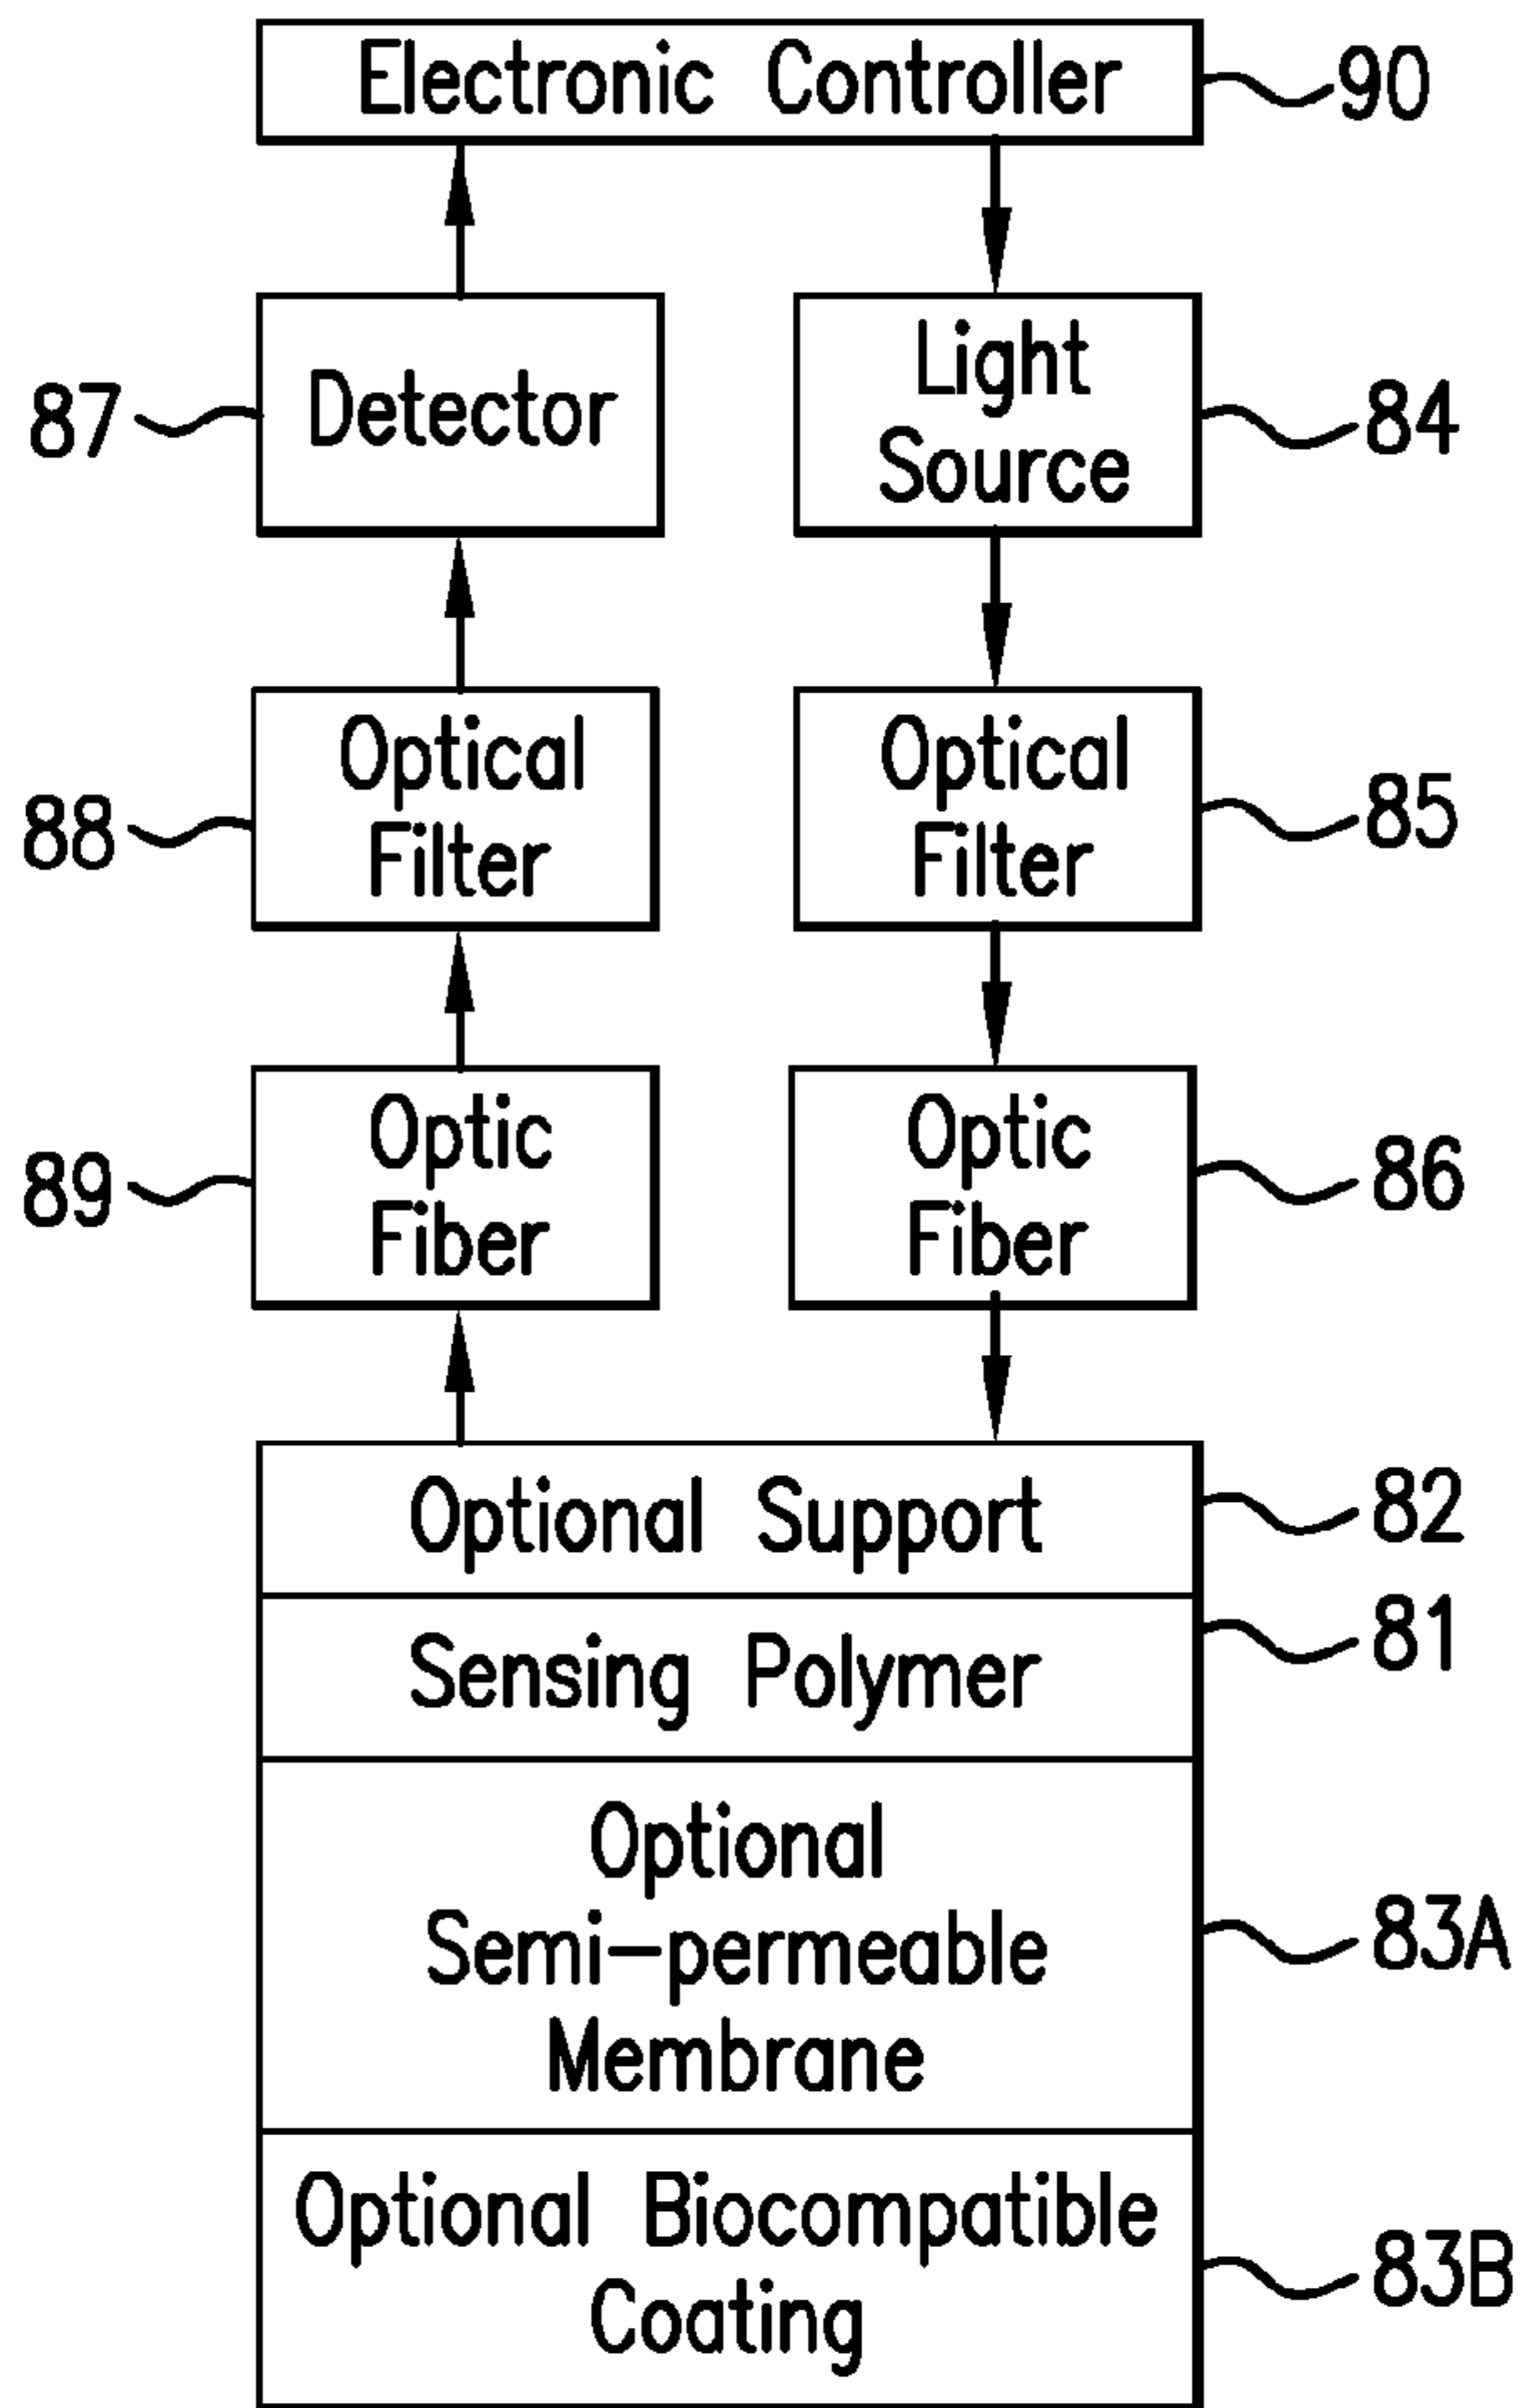 Electronic Controller
90
87
Detector
Light
Source
84
88
Optical
Filter
Optical
Filter
85
89
Optic
Fiber
Optic
Fiber
86
Optional Support
82
Sensing Polymer
81
Optional
Semi-permeable
Membrane
83A
Optional Biocompatible
Coating
83B